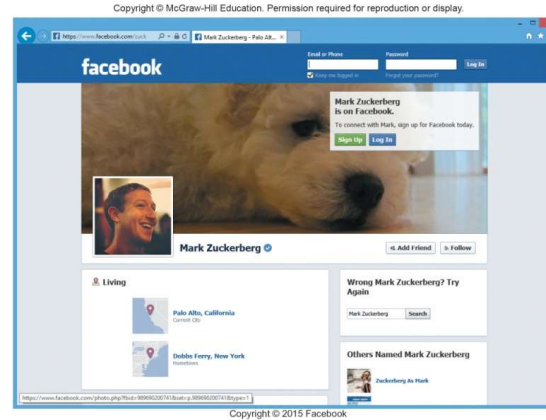 Copyright © McGraw-Hill Education. Permission required for reproduction or display.
https://www.facebook.com/zuck
Mark Zuckerberg - Palo Alt...
facebook
Email or Phone
Password
Log In
Keep me logged in
Forgot your password?
Mark Zuckerberg
is on Facebook.
To connect with Mark, sign up for Facebook today.
Sign Up
Log In
Mark Zuckerberg
Add Friend
Follow
Living
Palo Alto, California
Current City
Dobbs Ferry, New York
Hometown
Wrong Mark Zuckerberg? Try
Again
Mark Zuckerberg
Search
Others Named Mark Zuckerberg
Zuckerberg As Mark
Copyright © 2015 Facebook